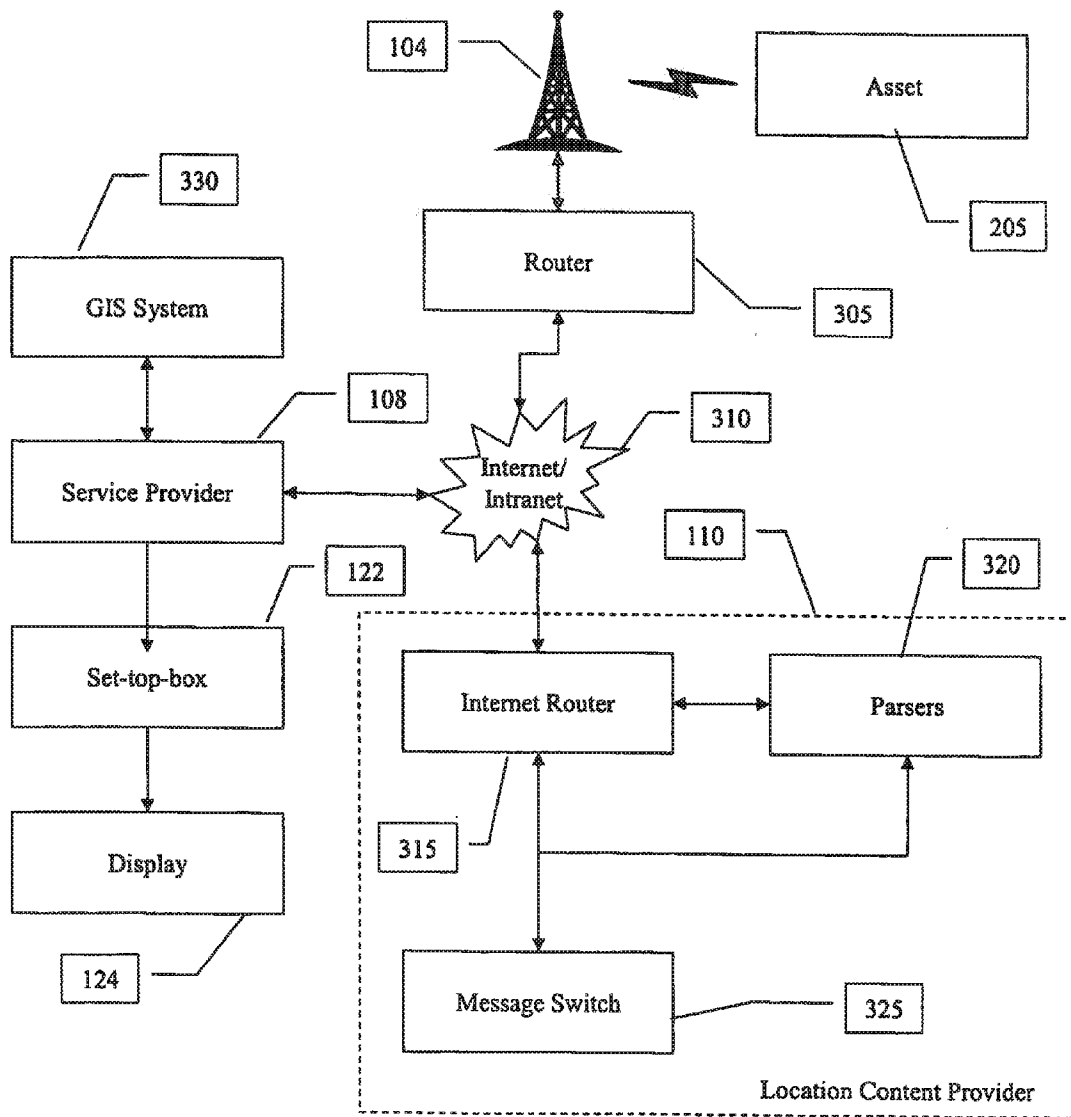 104
Asset
330
205
Router
GIS System
305
108
310
Internet/
Intranet
Service Provider
110
320
122
Set-top-box
Internet Router
Parsers
315
Display
124
Message Switch
325
Location Content Provider